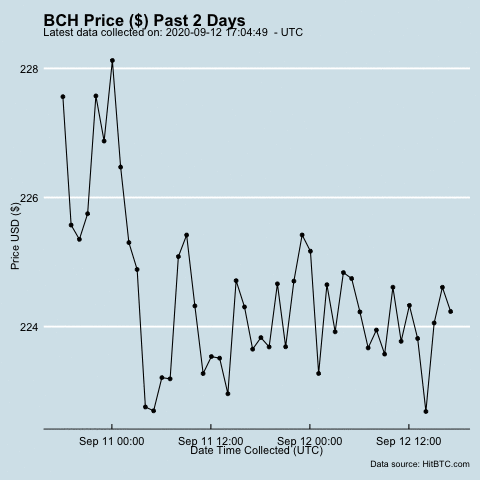 BCH Price ($) Past 2 Days
Latest data collected on: 2020-09-12 17:04:49 - UTC
228
226
224
Price USD ($)
Sep 11 00:00 Sep 11 12:00 Sep 12 00:00 Sep 12 12:00
Date Time Collected (UTC)
Data source: HitBTC.com